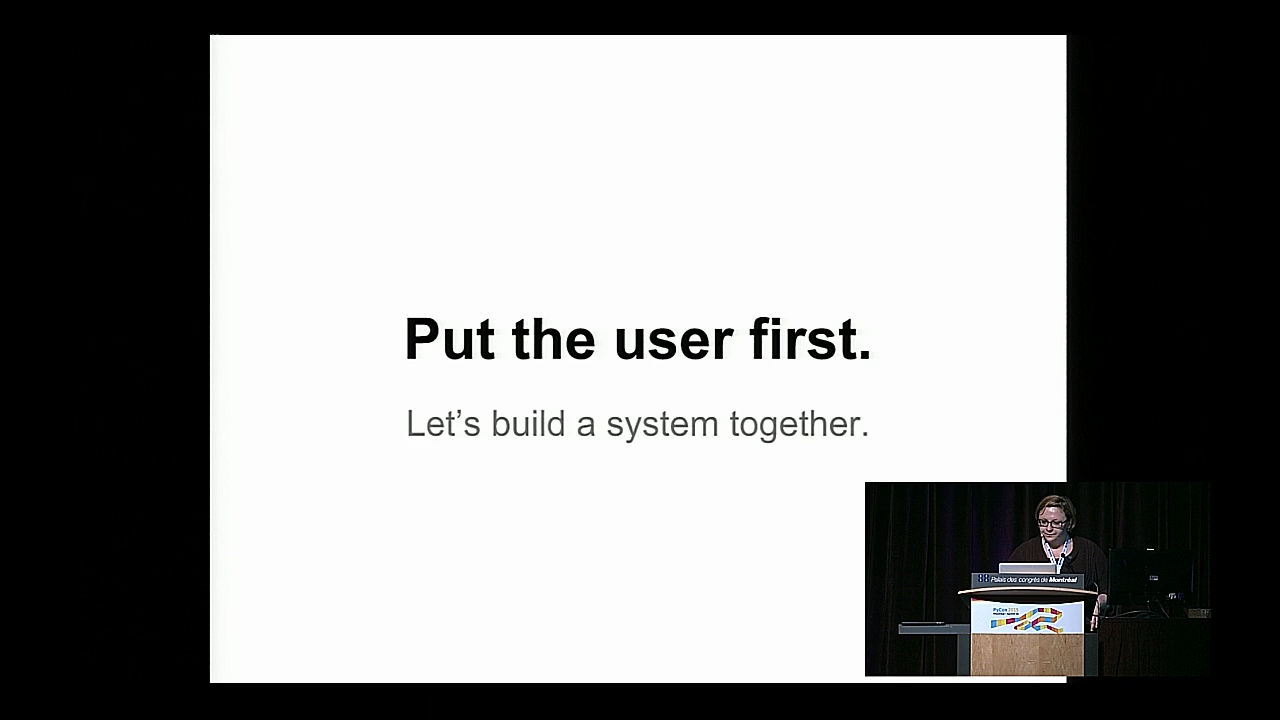 Put the user first.
Let's build a system together.
Palais des congrès de Montréal
PyCon 2015